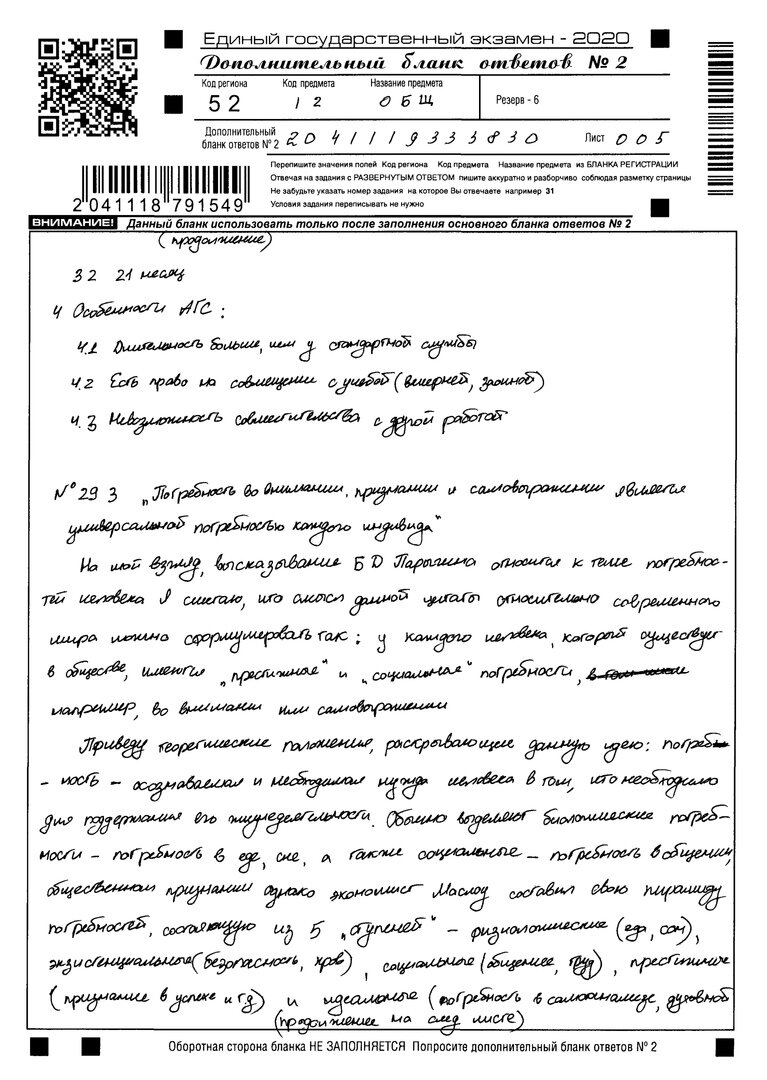 Единый государственный экзамен - 2020
Дополнительный бланк ответов № 2
Код региона Код предмета Название предмета
52 12 ОБЩ Резерв - 6
Дополнительный бланк ответов № 2 2041119333830 Лист 005
Перепишите значения полей Код региона Код предмета Название предмета из БЛАНКА РЕГИСТРАЦИИ
Отвечая на задания с РАЗВЕРНУТЫМ ОТВЕТОМ пишите аккуратно и разборчиво соблюдая разметку страницы
Не забудьте указать номер задания на которое Вы отвечаете например 31
Условия задания переписывать не нужно
2 041118 791549
ВНИМАНИЕ! Данный бланк использовать только после заполнения основного бланка ответов № 2
(продолжение)
3 2 21 месяц
4 Особенности АГС:
4.1 Длительность больше, чем у стандартной службы
4.2 Есть право на совмещение с учебой (вечерней, заочной)
4.3 Невозможность совместительства с другой работой
№ 29 3 „Потребность во внимании, признании и самовыражении является
универсальной потребностью каждого индивида"
На мой взгляд, высказывание Б Д Парыгина относится к теме потребнос-
тей человека Я считаю, что смысл данной цитаты относительно современного
мира можно сформулировать так: у каждого человека, который существует
в обществе, имеются „престижные" и „социальные" потребности, в том числе
например, во внимании или самовыражении
Приведу теоретические положения, раскрывающие данную идею: потреб-
- ность – осознаваемая и необходимая нужда человека в том, что необходимо
для поддержания его жизнедеятельности. Обычно выделяют биологические потреб-
ности – потребность в еде, сне, а также социальные – потребность в общении,
общественном признании однако экономист Маслоу составил свою пирамиду
потребностей, состоящую из 5 „ступеней" – физиологические (еда, сон),
экзистенциальные (безопасность, кров), социальные (общение, труд), престижные
(признание в успехе и т д) и идеальные (потребность в самоанализе, духовной
(продолжение на след листе)
Оборотная сторона бланка НЕ ЗАПОЛНЯЕТСЯ Попросите дополнительный бланк ответов № 2